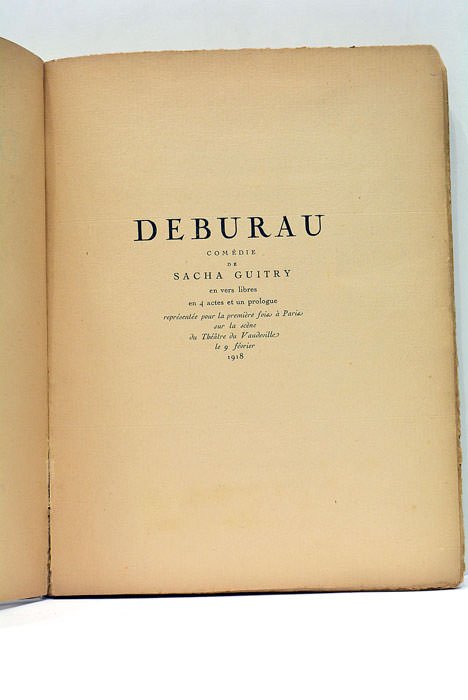 DEBURAU
COMÉDIE
DE
SACHA GUITRY
en vers libres
en 4 actes et un prologue
représentée pour la première fois à Paris
sur la scène
du Théâtre du Vaudeville
le 9 février
1918